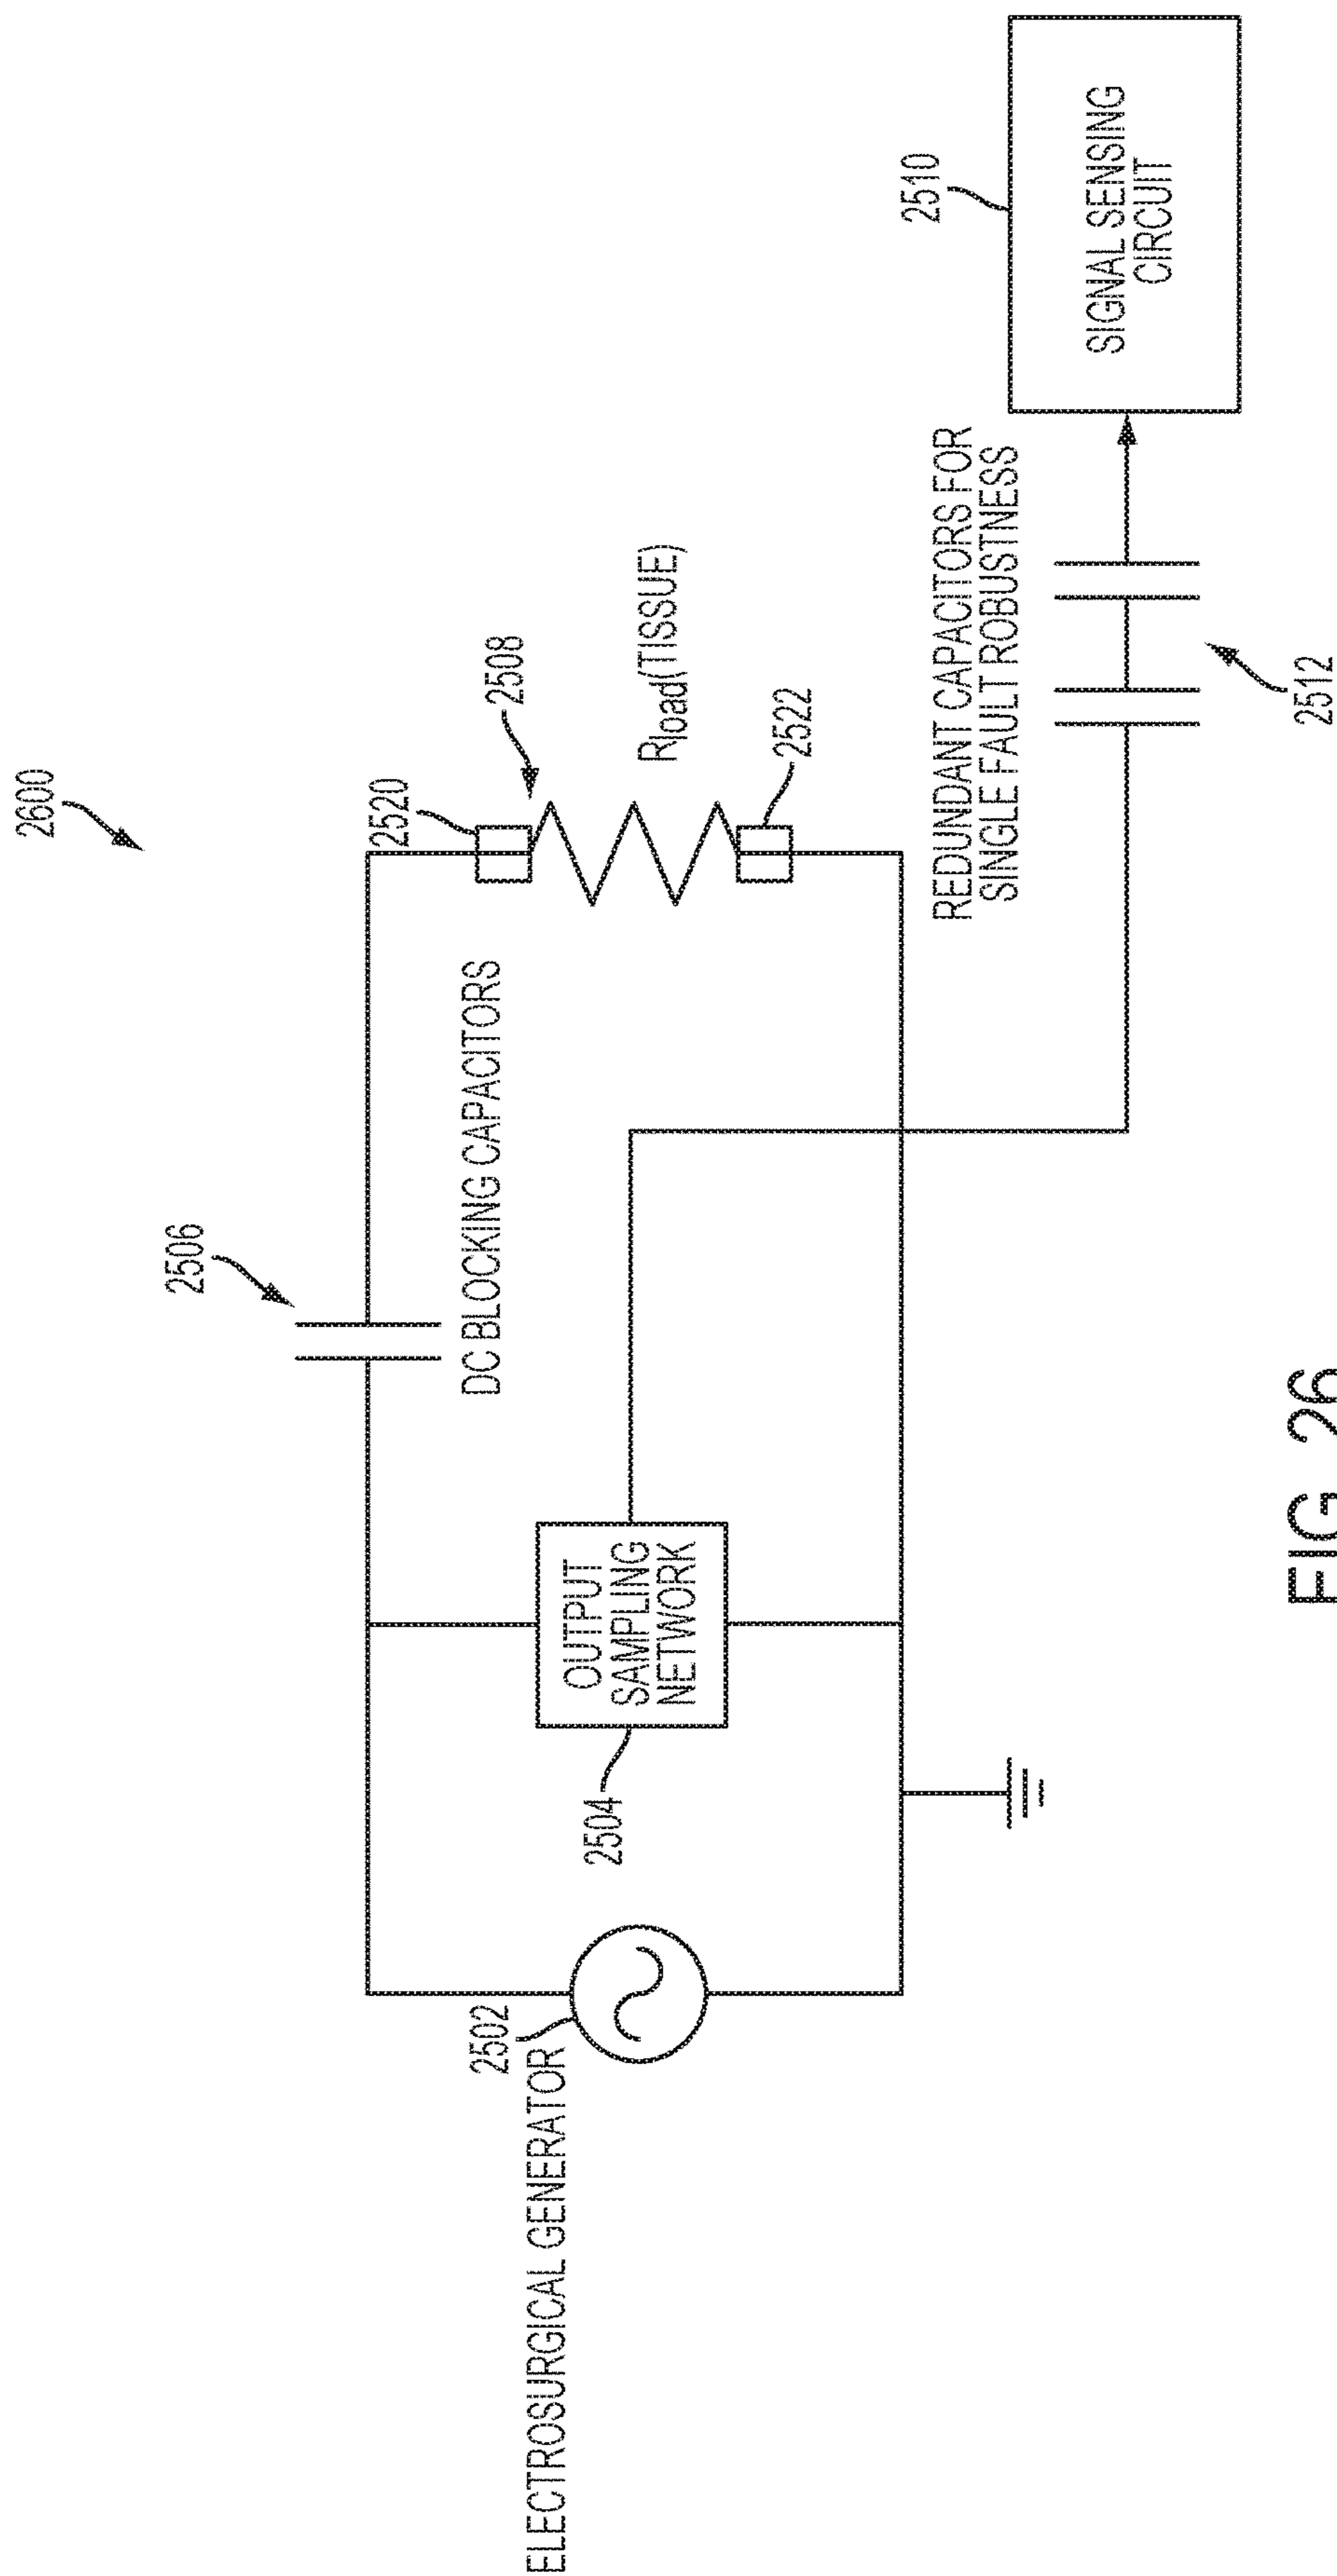 2600
2506
DC BLOCKING CAPACITORS
2520
2508
Rload(TISSUE)
2522
ELECTROSURGICAL GENERATOR
2502
2504
OUTPUT
SAMPLING
NETWORK
REDUNDANT CAPACITORS FOR
SINGLE FAULT ROBUSTNESS
2512
2510
SIGNAL SENSING
CIRCUIT
FIG 26